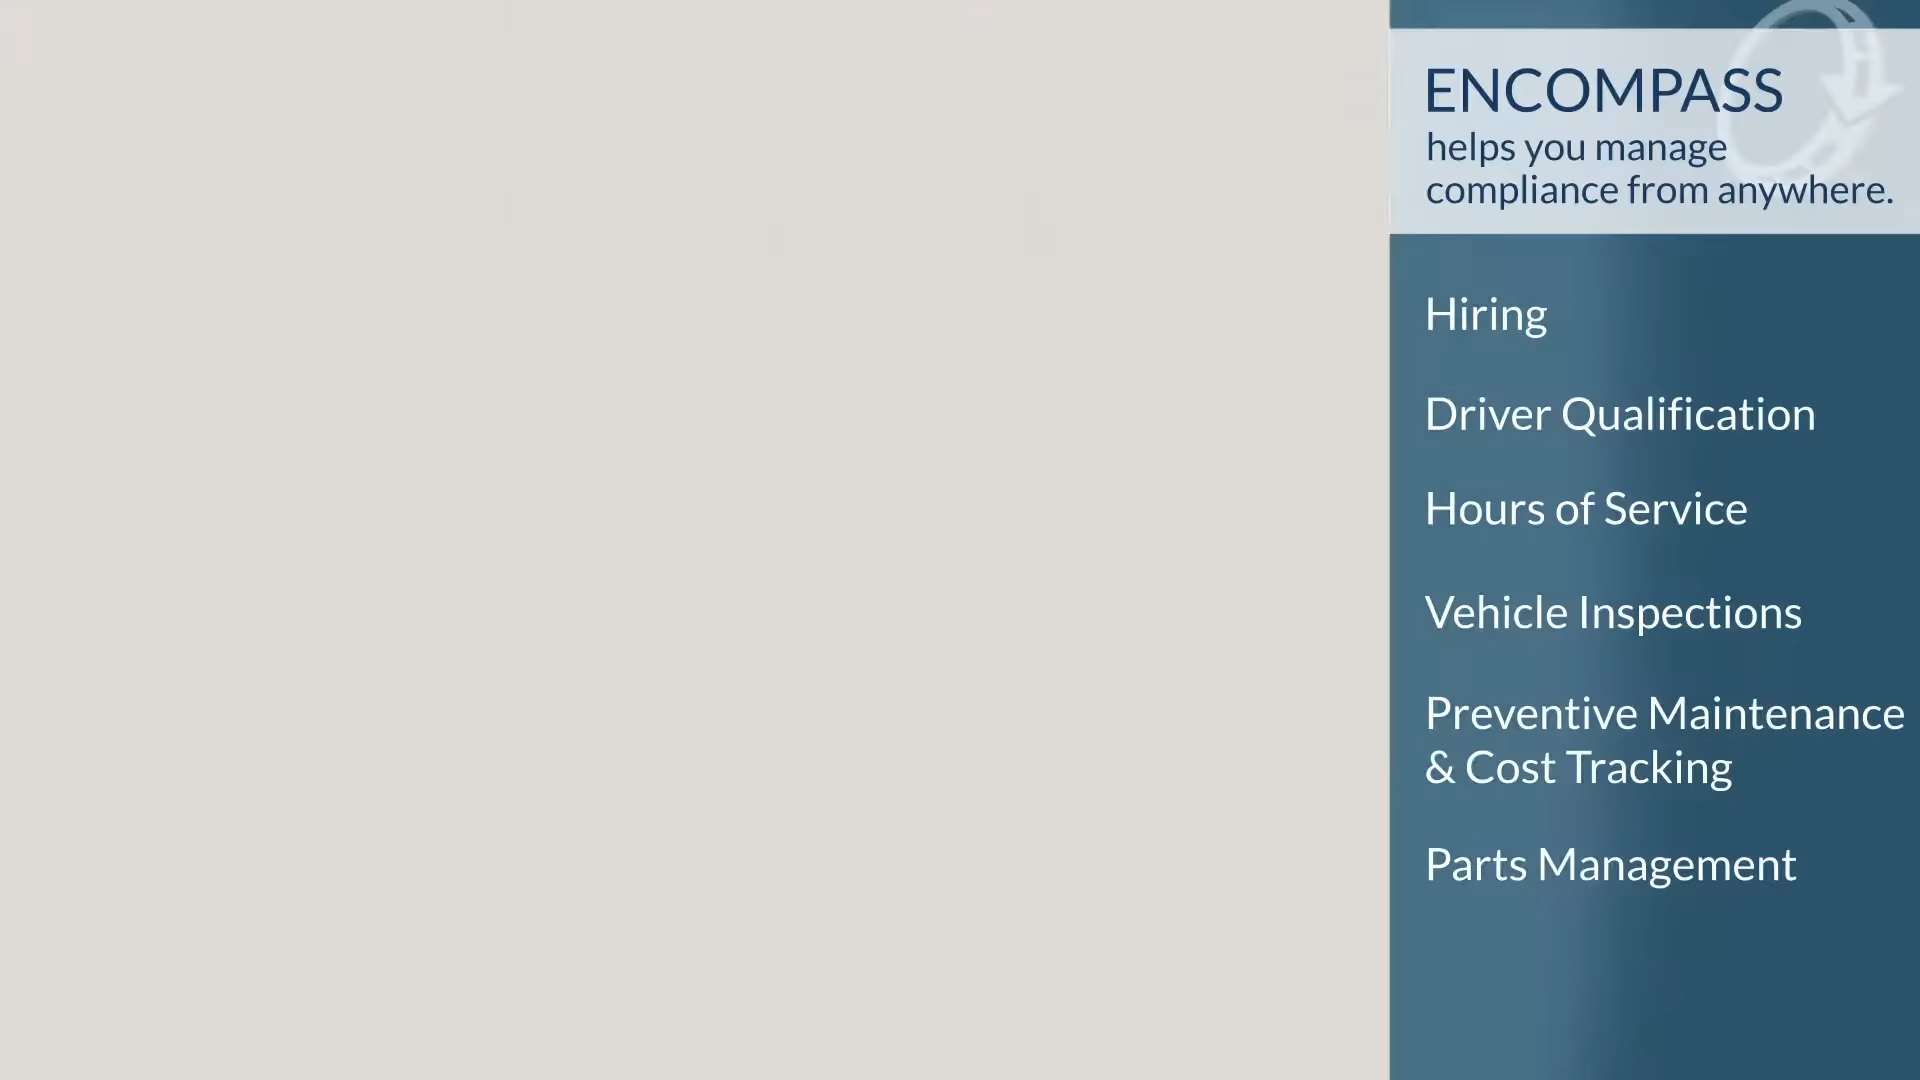 ENCOMPASS
helps you manage
compliance from anywhere.
Hiring
Driver Qualification
Hours of Service
Vehicle Inspections
Preventive Maintenance
& Cost Tracking
Parts Management